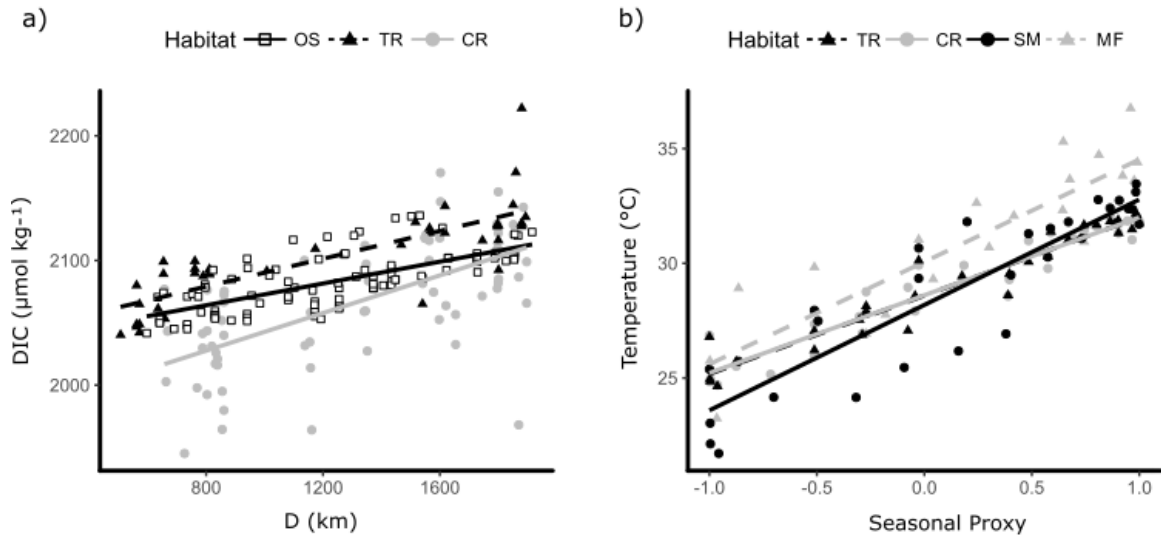 a)
Habitat OS TR CR
2200
2100
2000
DIC (µmol kg⁻¹)
800 1200 1600
D (km)
b)
Habitat TR CR SM MF
35
30
25
Temperature (°C)
-1.0 -0.5 0.0 0.5 1.0
Seasonal Proxy